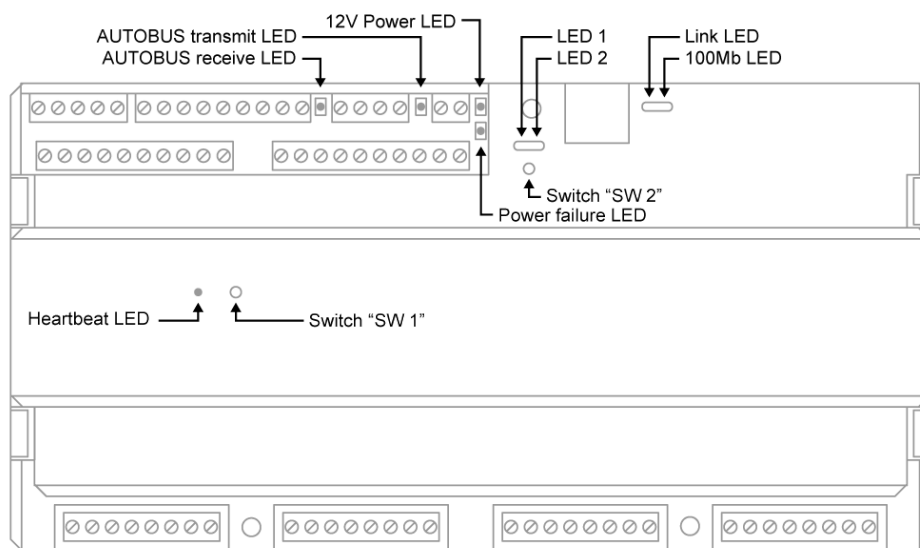 12V Power LED
AUTOBUS transmit LED
AUTOBUS receive LED
LED 1
LED 2
Link LED
100Mb LED
Switch “SW 2”
Power failure LED
Heartbeat LED
Switch “SW 1”